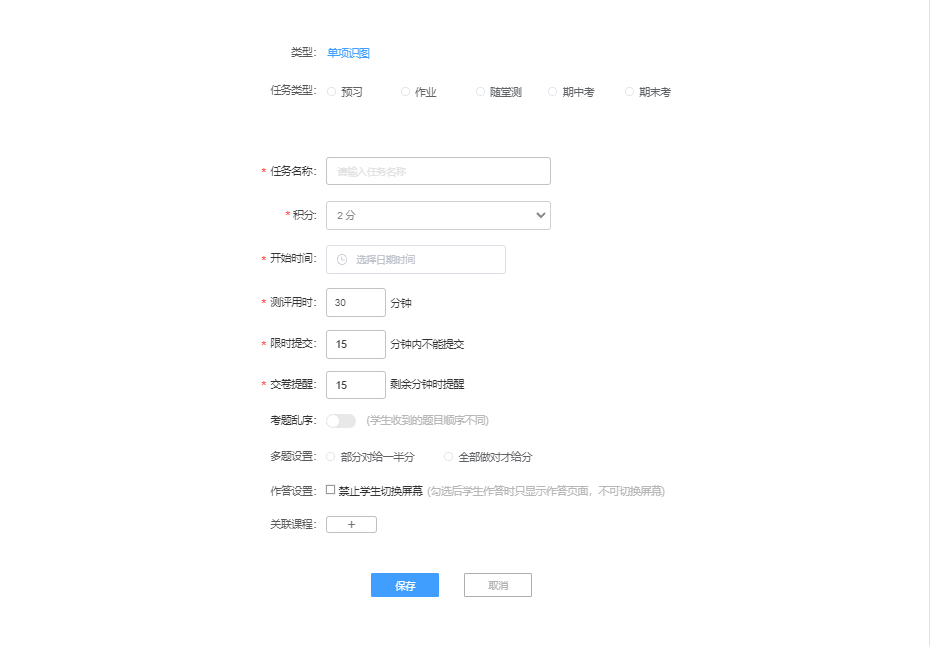 类型： 单项识图
任务类型： 预习 作业 随堂测 期中考 期末考
* 任务名称： 请输入任务名称
* 积分： 2 分
* 开始时间： 选择日期时间
* 测评用时： 30 分钟
* 限时提交： 15 分钟内不能提交
* 交卷提醒： 15 剩余分钟时提醒
考题乱序： (学生收到的题目顺序不同)
多题设置： 部分对给一半分 全部做对才给分
作答设置： 禁止学生切换屏幕 (勾选后学生作答时只显示作答页面，不可切换屏幕)
关联课程： +
保存 取消